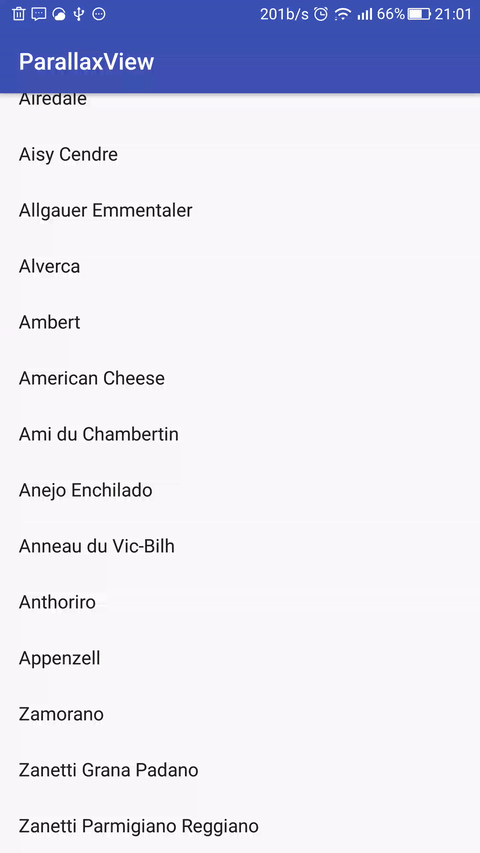 201b/s 66% 21:01
ParallaxView
Airedale
Aisy Cendre
Allgauer Emmentaler
Alverca
Ambert
American Cheese
Ami du Chambertin
Anejo Enchilado
Anneau du Vic-Bilh
Anthoriro
Appenzell
Zamorano
Zanetti Grana Padano
Zanetti Parmigiano Reggiano